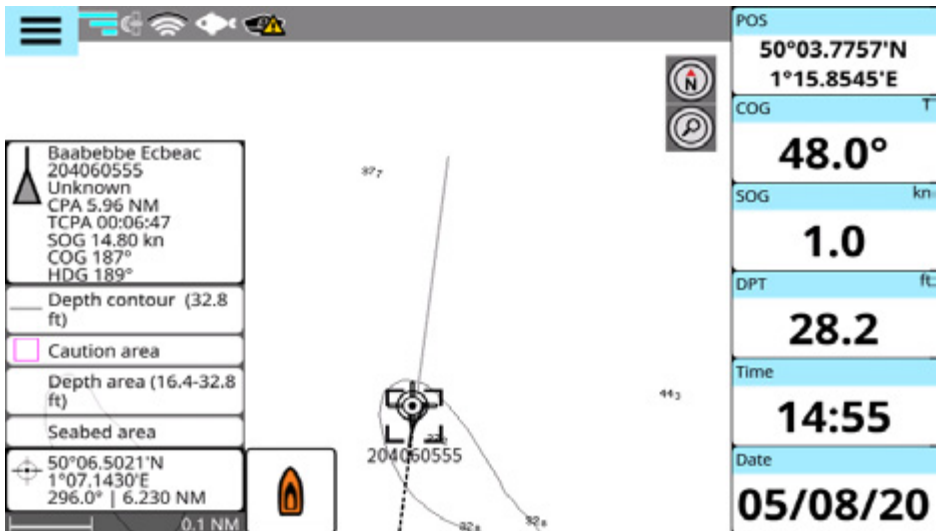 Baabebbe Ecbeac
204060555
Unknown
CPA 5.96 NM
TCPA 00:06:47
SOG 14.80 kn
COG 187°
HDG 189°
Depth contour (32.8
ft)
Caution area
Depth area (16.4-32.8
ft)
Seabed area
50°06.5021'N
1°07.1430'E
296.0° | 6.230 NM
0.1 NM
N
37₇
44₃
204060555
32₈
32₈
POS
50°03.7757'N
1°15.8545'E
COG
T
48.0°
SOG
kn
1.0
DPT
ft
28.2
Time
14:55
Date
05/08/20